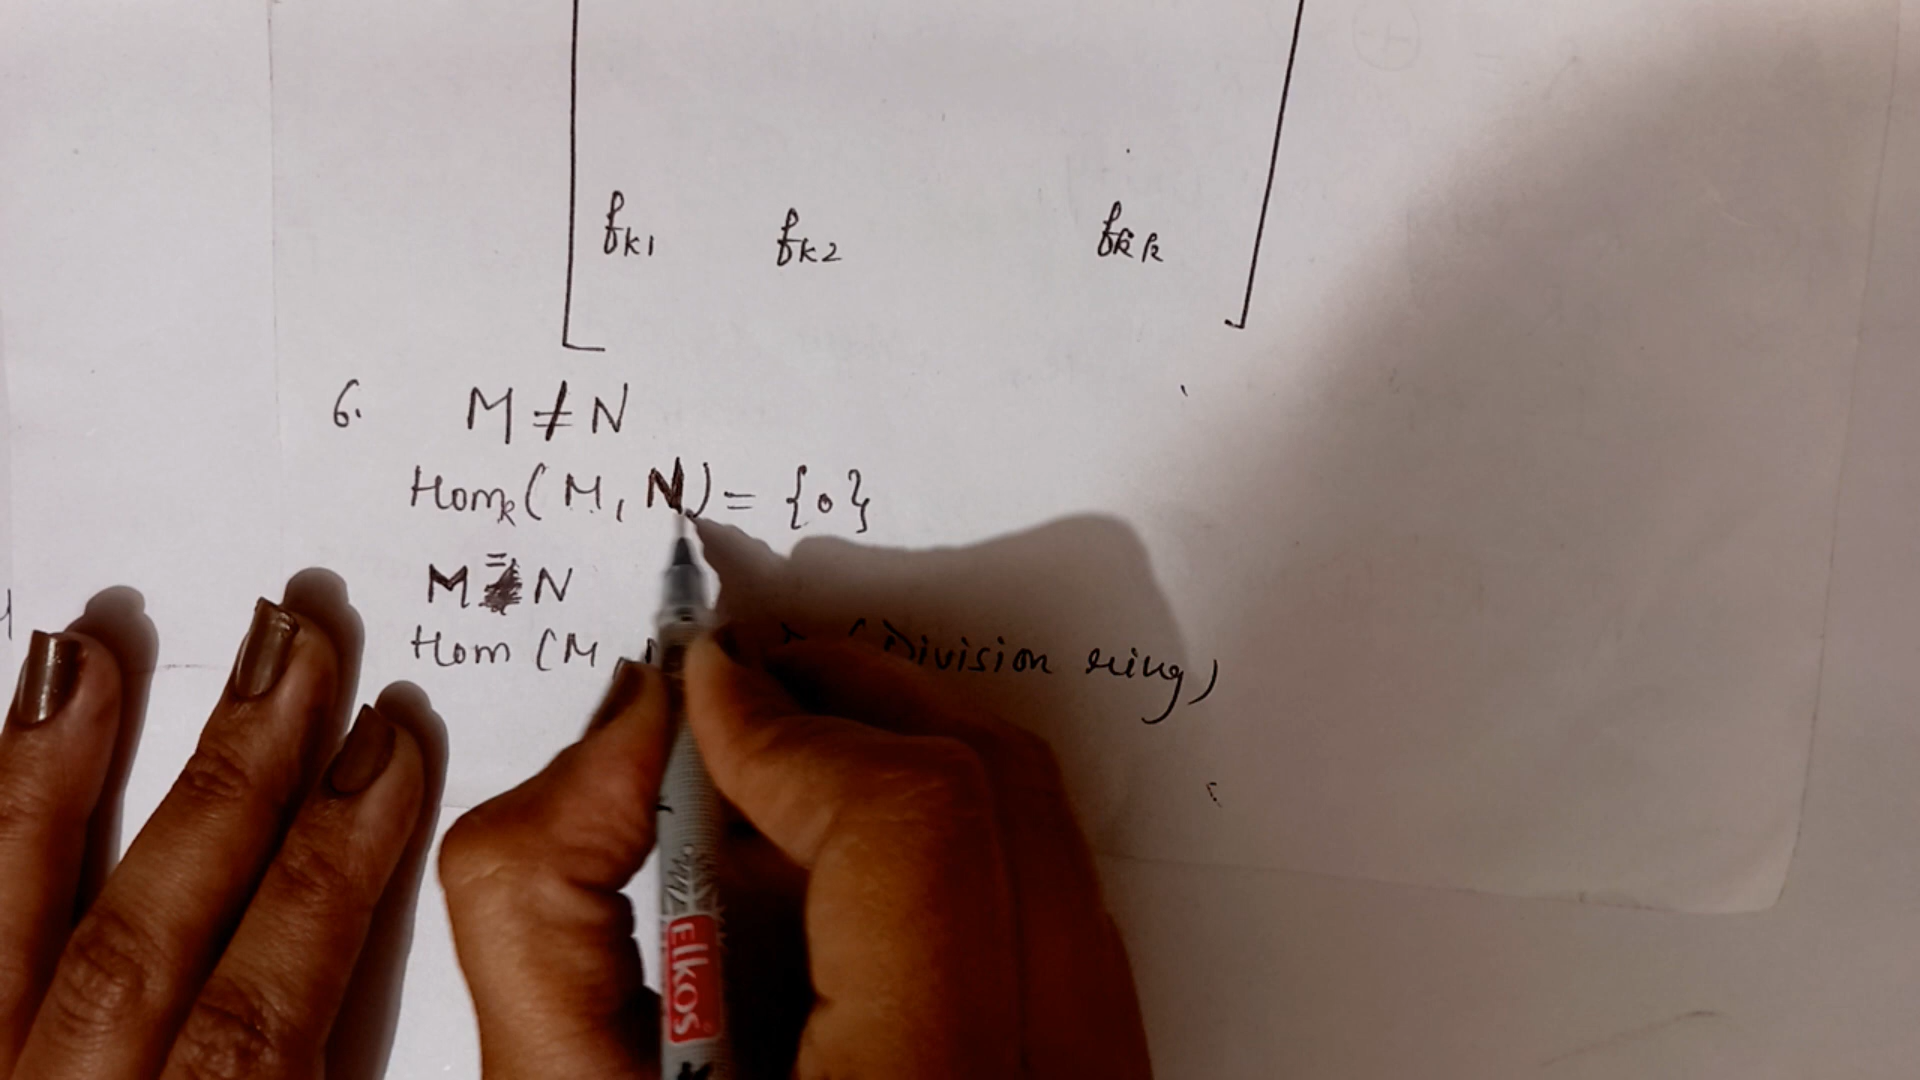 fk1 fk2 fkk
6. M ≠ N
Homk(M, N) = {0}
M = N
Hom (M (Division ring)
Elkos